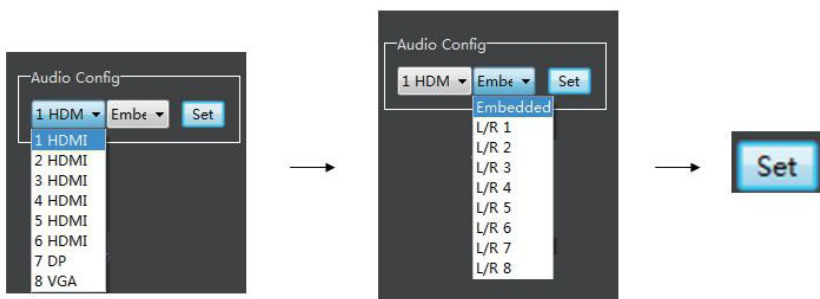 Audio Config
1 HDM Embe Set
1 HDMI
2 HDMI
3 HDMI
4 HDMI
5 HDMI
6 HDMI
7 DP
8 VGA
Audio Config
1 HDM Embe Set
Embedded
L/R 1
L/R 2
L/R 3
L/R 4
L/R 5
L/R 6
L/R 7
L/R 8
Set